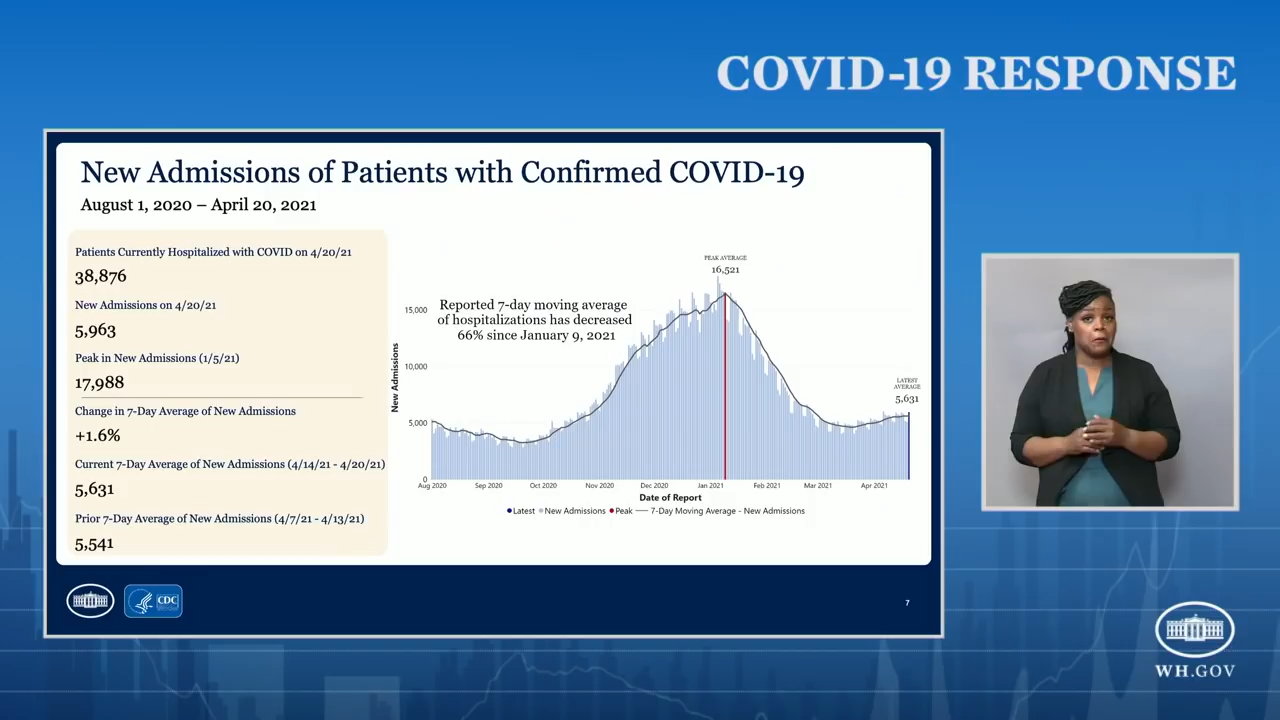 COVID-19 RESPONSE
New Admissions of Patients with Confirmed COVID-19
August 1, 2020 – April 20, 2021
Patients Currently Hospitalized with COVID on 4/20/21
38,876
New Admissions on 4/20/21
5,963
Peak in New Admissions (1/5/21)
17,988
Change in 7-Day Average of New Admissions
+1.6%
Current 7-Day Average of New Admissions (4/14/21 - 4/20/21)
5,631
Prior 7-Day Average of New Admissions (4/7/21 - 4/13/21)
5,541
PEAK AVERAGE
16,521
Reported 7-day moving average
of hospitalizations has decreased
66% since January 9, 2021
LATEST
AVERAGE
5,631
New Admissions
15,000
10,000
5,000
0
Aug 2020 Sep 2020 Oct 2020 Nov 2020 Dec 2020 Jan 2021 Feb 2021 Mar 2021 Apr 2021
Date of Report
Latest New Admissions Peak 7-Day Moving Average - New Admissions
CDC
7
WH.GOV